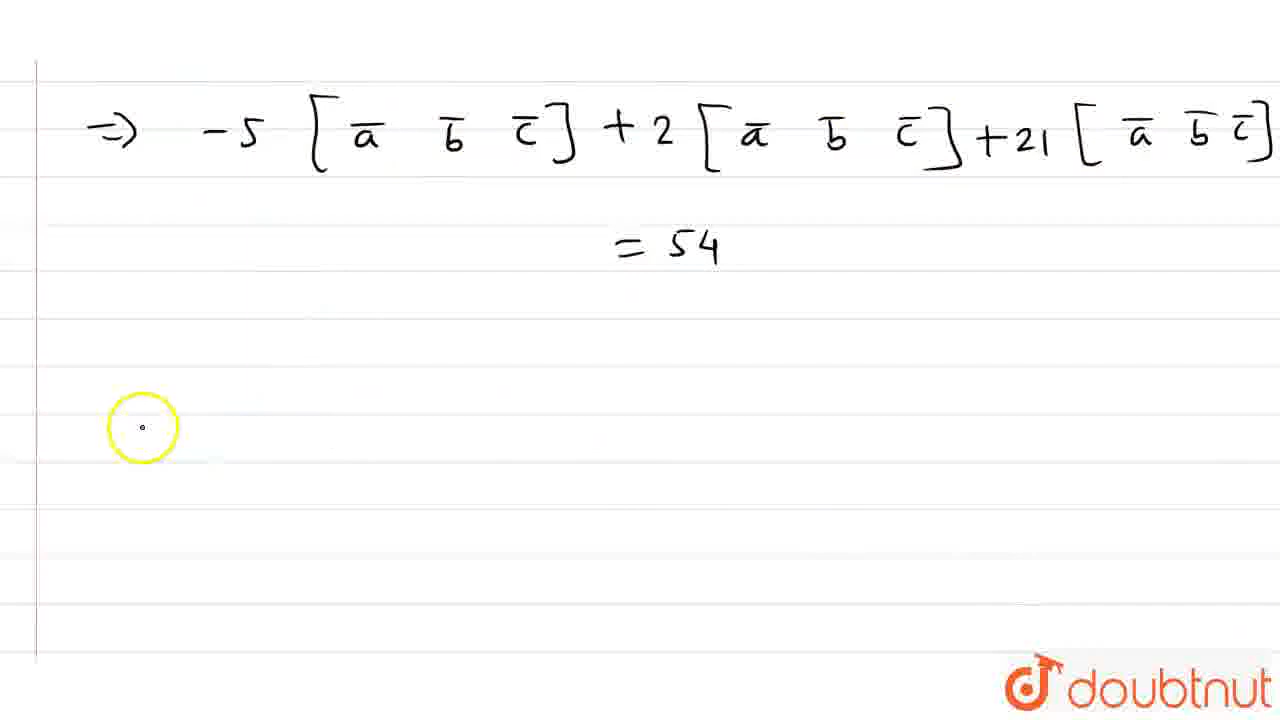 ⇒ -5 [ a̅ b̅ c̅ ] + 2 [ a̅ b̅ c̅ ] + 21 [ a̅ b̅ c̅ ]
= 54
doubtnut